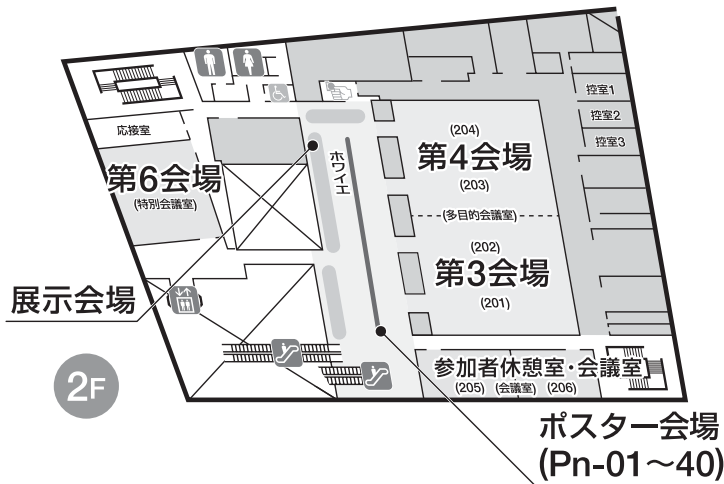 控室1
控室2
控室3
応接室
(204)
第4会場
(203)
ホワイエ
第6会場
(特別会議室)
(多目的会議室)
(202)
第3会場
(201)
展示会場
2F
参加者休憩室・会議室
(205) (会議室) (206)
ポスター会場
(Pn-01〜40)